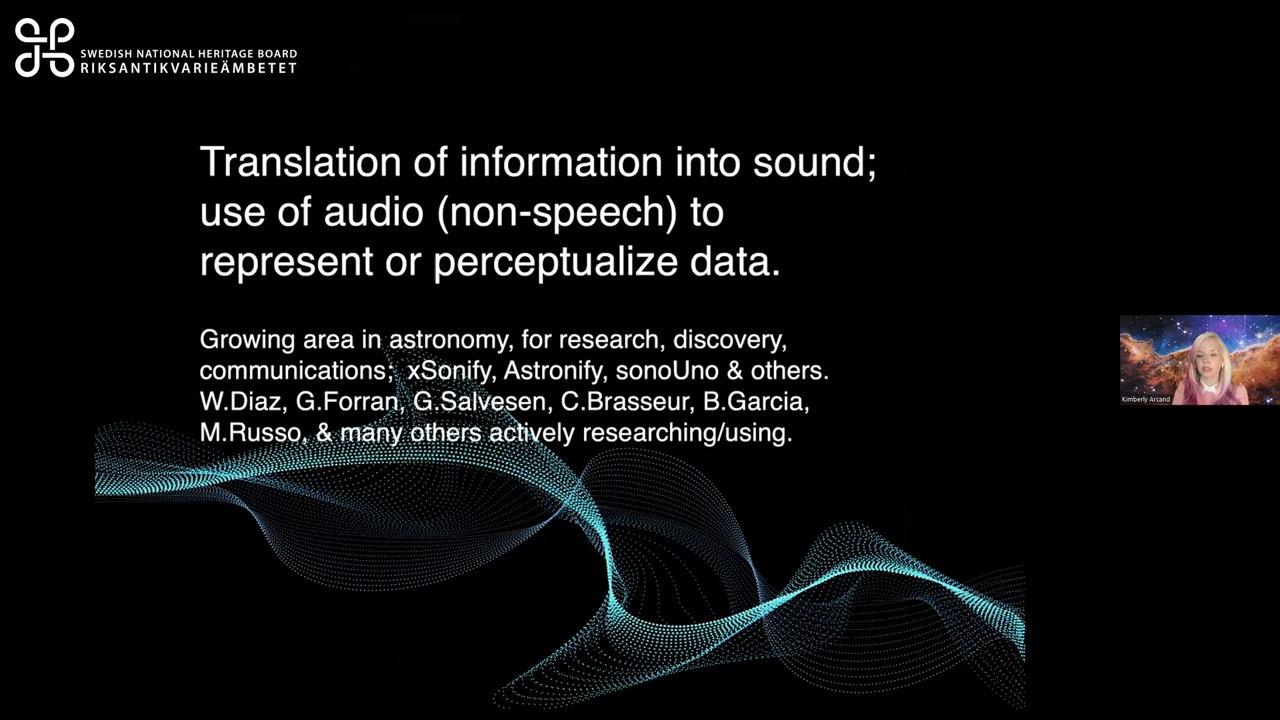 SWEDISH NATIONAL HERITAGE BOARD
RIKSANTIKVARIEÄMBETET
Translation of information into sound;
use of audio (non-speech) to
represent or perceptualize data.
Growing area in astronomy, for research, discovery,
communications;  xSonify, Astronify, sonoUno & others.
W.Diaz, G.Forran, G.Salvesen, C.Brasseur, B.Garcia,
M.Russo, & many others actively researching/using.
Kimberly Arcand